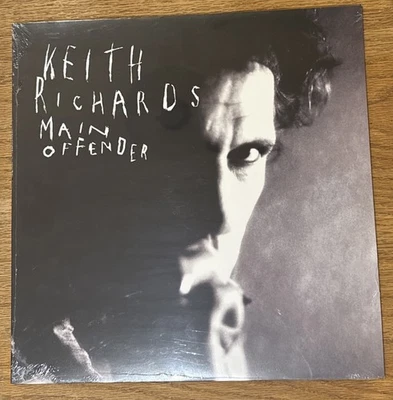 KEITH
RICHARDS
MAIN
OFFENDER